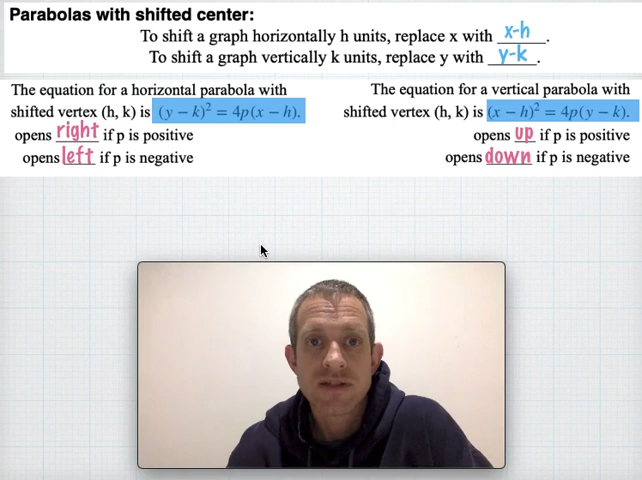 Parabolas with shifted center:
To shift a graph horizontally h units, replace x with x-h.
To shift a graph vertically k units, replace y with y-k.
The equation for a horizontal parabola with
shifted vertex (h, k) is (y − k)² = 4p(x − h).
opens right if p is positive
opens left if p is negative
The equation for a vertical parabola with
shifted vertex (h, k) is (x − h)² = 4p(y − k).
opens up if p is positive
opens down if p is negative